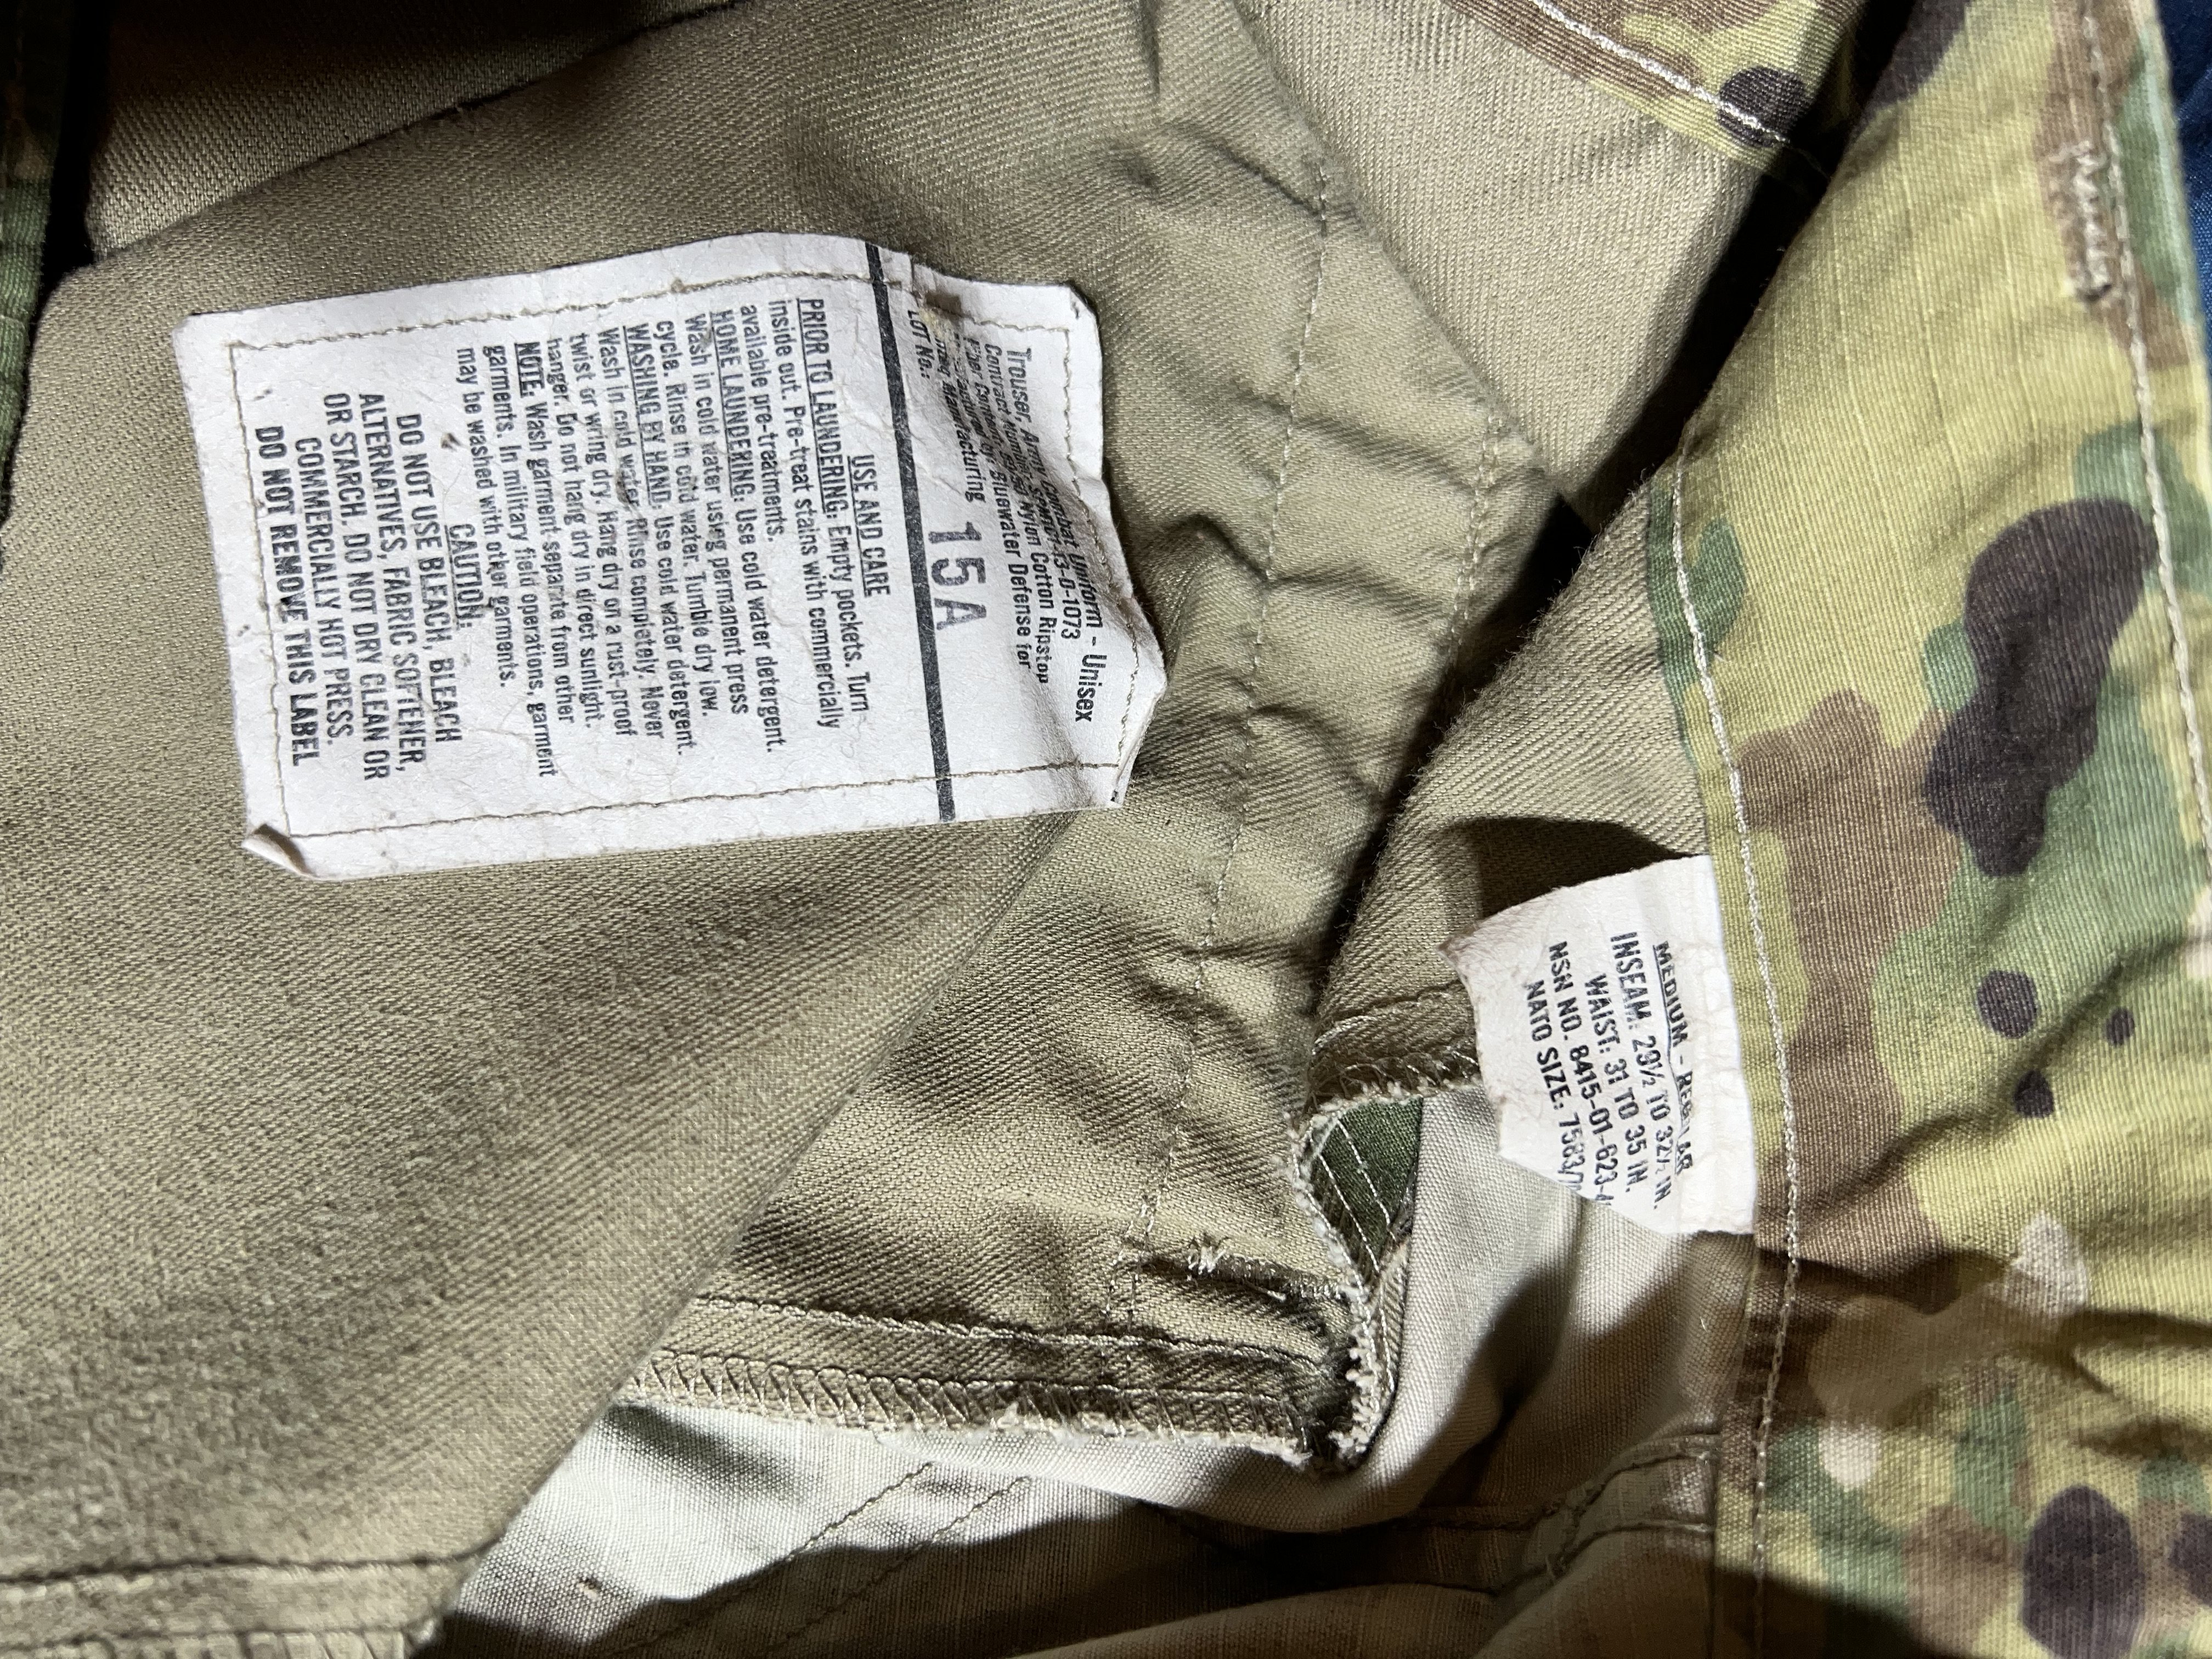 Trouser, Army Combat Uniform - Unisex
Contract Number: 13-D-1073
Fiber Content: Nylon Cotton Ripstop
Bluewater Defense for
Manufacturing
LOT No.:
15A
USE AND CARE
PRIOR TO LAUNDERING: Empty pockets. Turn
inside out. Pre-treat stains with commercially
available pre-treatments.
HOME LAUNDERING: Use cold water detergent.
Wash in cold water using permanent press
cycle. Rinse in cold water. Tumble dry low.
WASHING BY HAND: Use cold water detergent.
Wash in cold water. Rinse completely. Never
twist or wring dry. Hang dry on a rust-proof
hanger. Do not hang dry in direct sunlight.
NOTE: Wash garment separate from other
garments. In military field operations, garment
may be washed with other garments.
CAUTION:
DO NOT USE BLEACH, BLEACH
ALTERNATIVES, FABRIC SOFTENER,
OR STARCH. DO NOT DRY CLEAN OR
COMMERCIALLY HOT PRESS.
DO NOT REMOVE THIS LABEL
MEDIUM - REGULAR
INSEAM: 29½ TO 32½ IN.
WAIST: 31 TO 35 IN.
NSN NO. 8415-01-623-
NATO SIZE: 7583/